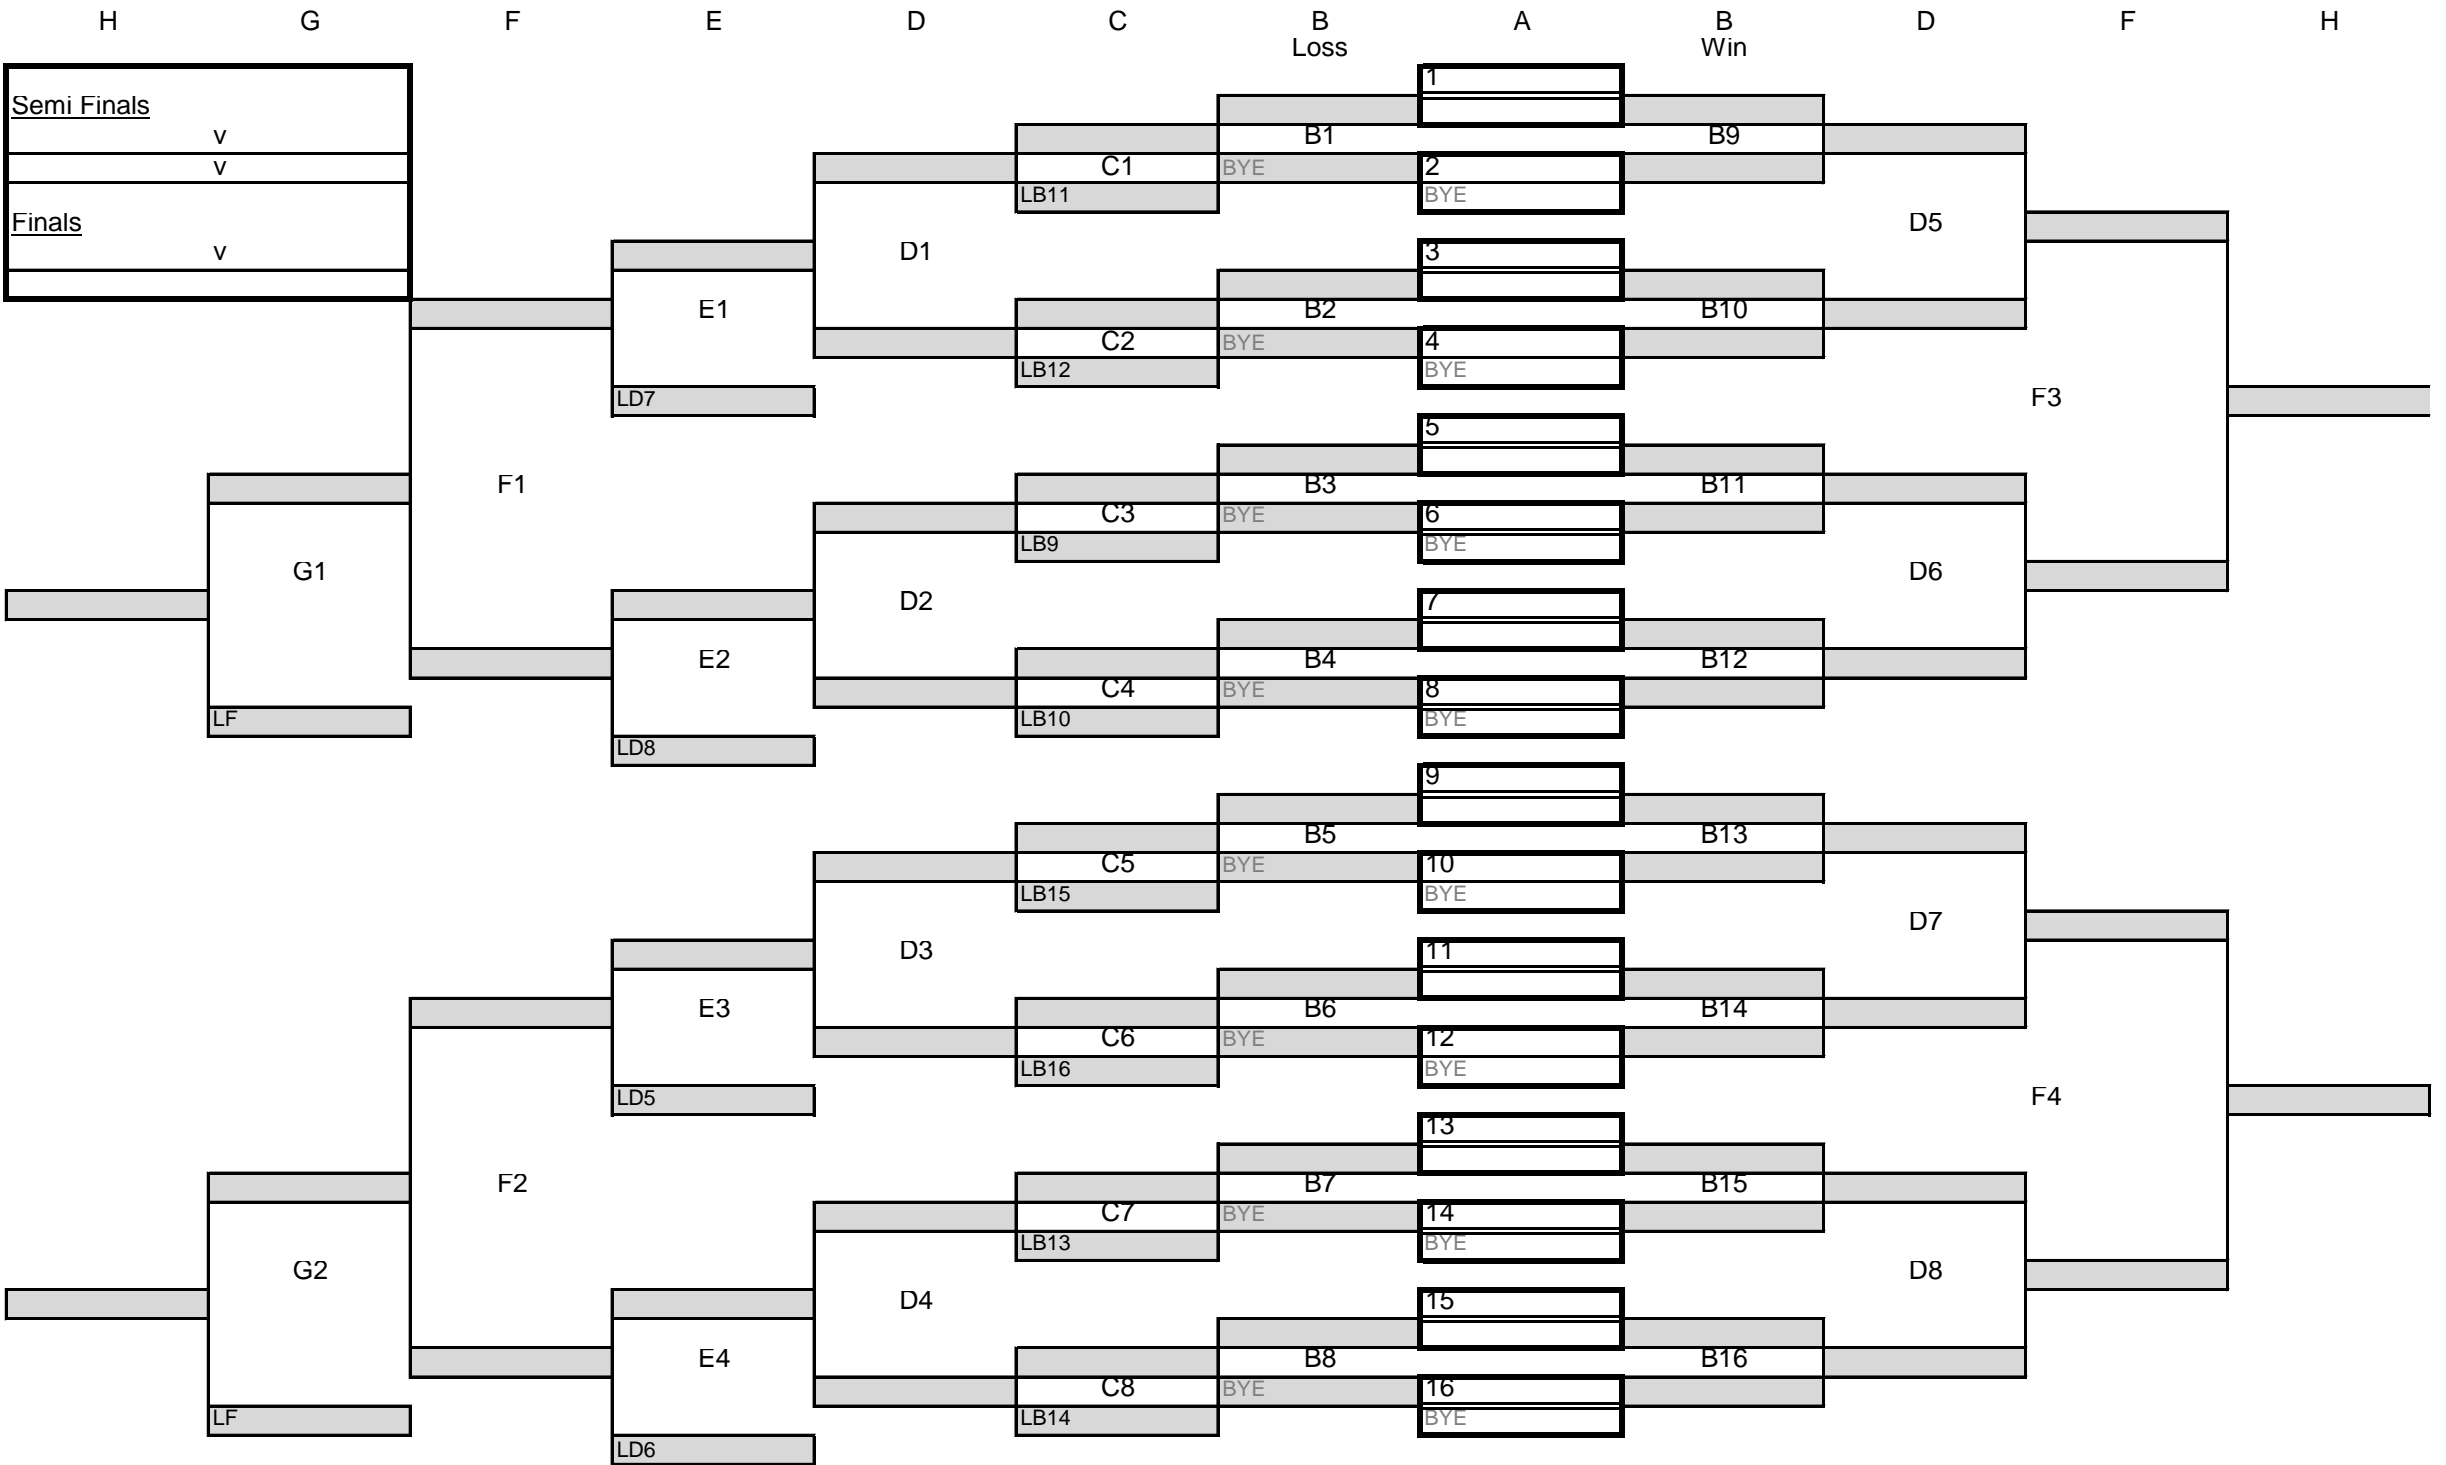 H G F E D C B A B D F H
Loss Win
1
Semi Finals
v B1 B9
v C1 BYE 2
LB11 BYE
Finals D5
v D1 3
E1 B2 B10
C2 BYE 4
LB12 BYE
LD7 F3
5
F1 B3 B11
C3 BYE 6
LB9 BYE
G1 D6
D2 7
E2 B4 B12
C4 BYE 8
LF LB10 BYE
LD8
9
B5 B13
C5 BYE 10
LB15 BYE
D7
D3 11
E3 B6 B14
C6 BYE 12
LB16 BYE
LD5 F4
13
F2 B7 B15
C7 BYE 14
LB13 BYE
G2 D8
D4 15
E4 B8 B16
C8 BYE 16
LF LB14 BYE
LD6